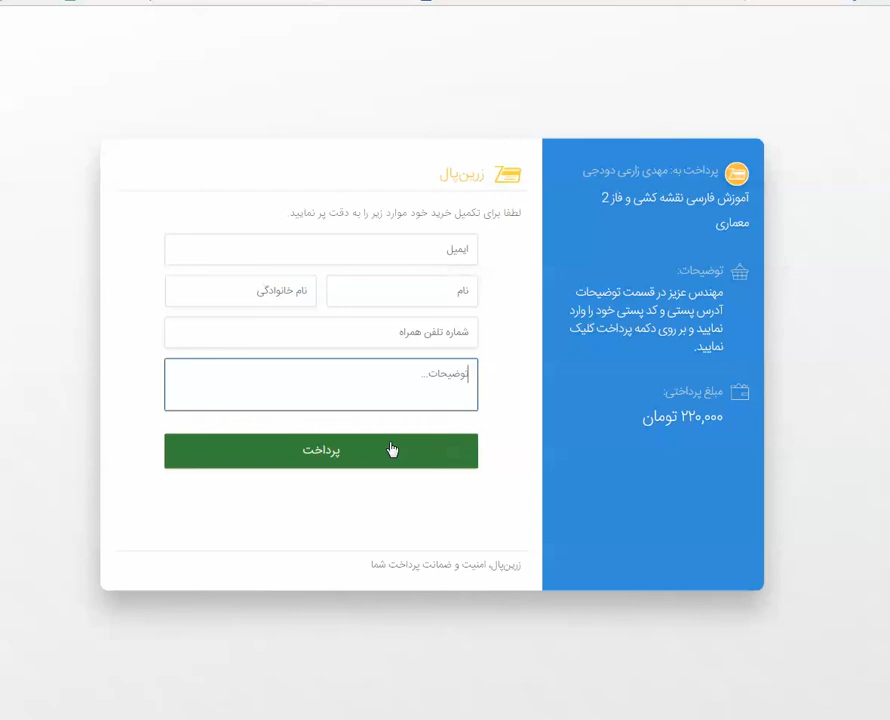 پرداخت به: مهدی زارعی دودجی
آموزش فارسی نقشه کشی و فاز 2
معماری
توضیحات:
مهندس عزیز در قسمت توضیحات
آدرس پستی و کد پستی خود را وارد
نمایید و بر روی دکمه پرداخت کلیک
نمایید.
مبلغ پرداختی:
۲۲۰,۰۰۰ تومان
زرین‌پال
لطفا برای تکمیل خرید خود موارد زیر را به دقت پر نمایید.
ایمیل
نام نام خانوادگی
شماره تلفن همراه
توضیحات...
پرداخت
زرین‌پال، امنیت و ضمانت پرداخت شما